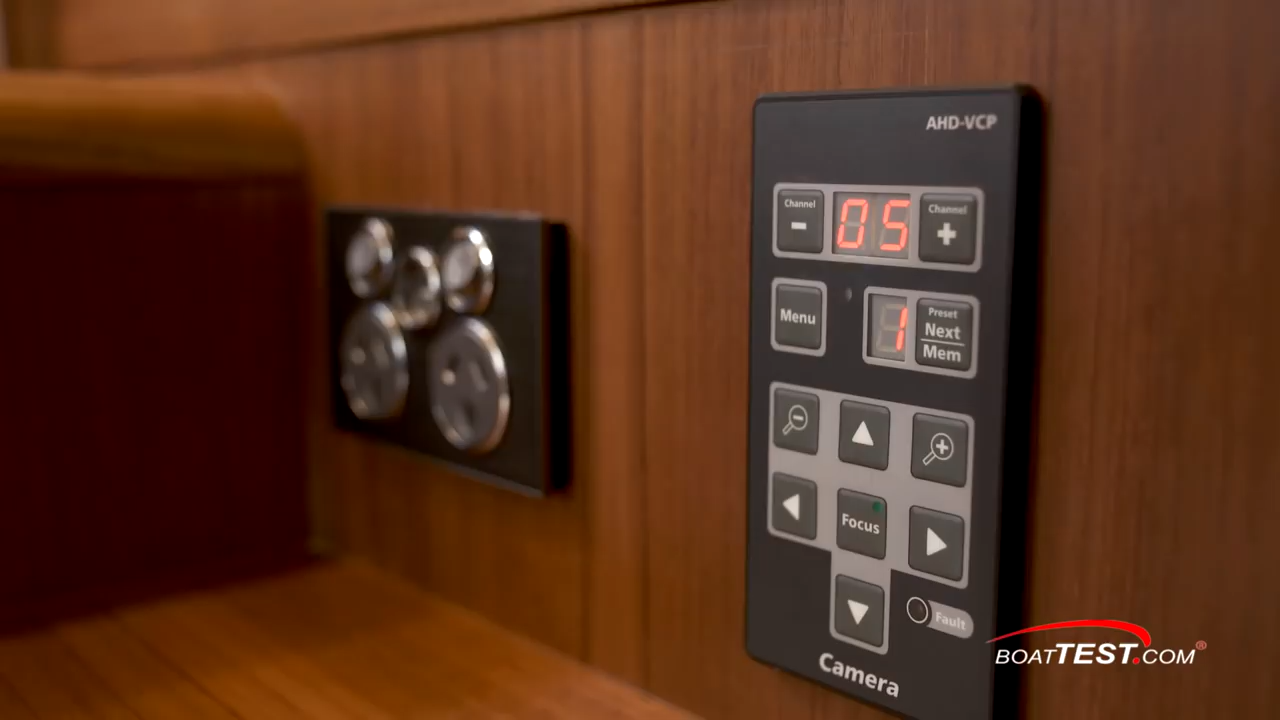 AHD-VCP
Channel
-
05
Channel
+
Menu
1
Preset
Next
Mem
Focus
Fault
Camera
BOATTEST.COM®